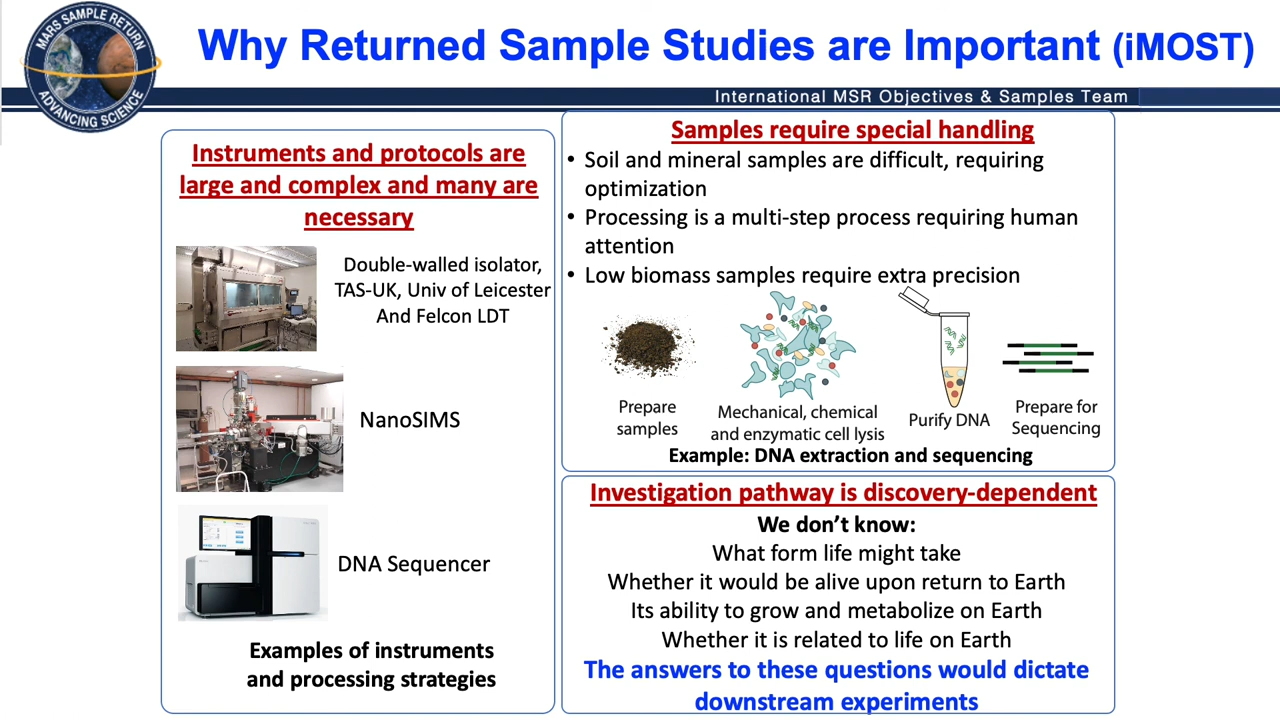 MARS SAMPLE RETURN
ADVANCING SCIENCE
Why Returned Sample Studies are Important (iMOST)
International MSR Objectives & Samples Team
Instruments and protocols are
large and complex and many are
necessary
Double-walled isolator,
TAS-UK, Univ of Leicester
And Felcon LDT
NanoSIMS
DNA Sequencer
Examples of instruments
and processing strategies
Samples require special handling
• Soil and mineral samples are difficult, requiring
optimization
• Processing is a multi-step process requiring human
attention
• Low biomass samples require extra precision
Prepare
samples
Mechanical, chemical
and enzymatic cell lysis
Purify DNA
Prepare for
Sequencing
Example: DNA extraction and sequencing
Investigation pathway is discovery-dependent
We don’t know:
What form life might take
Whether it would be alive upon return to Earth
Its ability to grow and metabolize on Earth
Whether it is related to life on Earth
The answers to these questions would dictate
downstream experiments